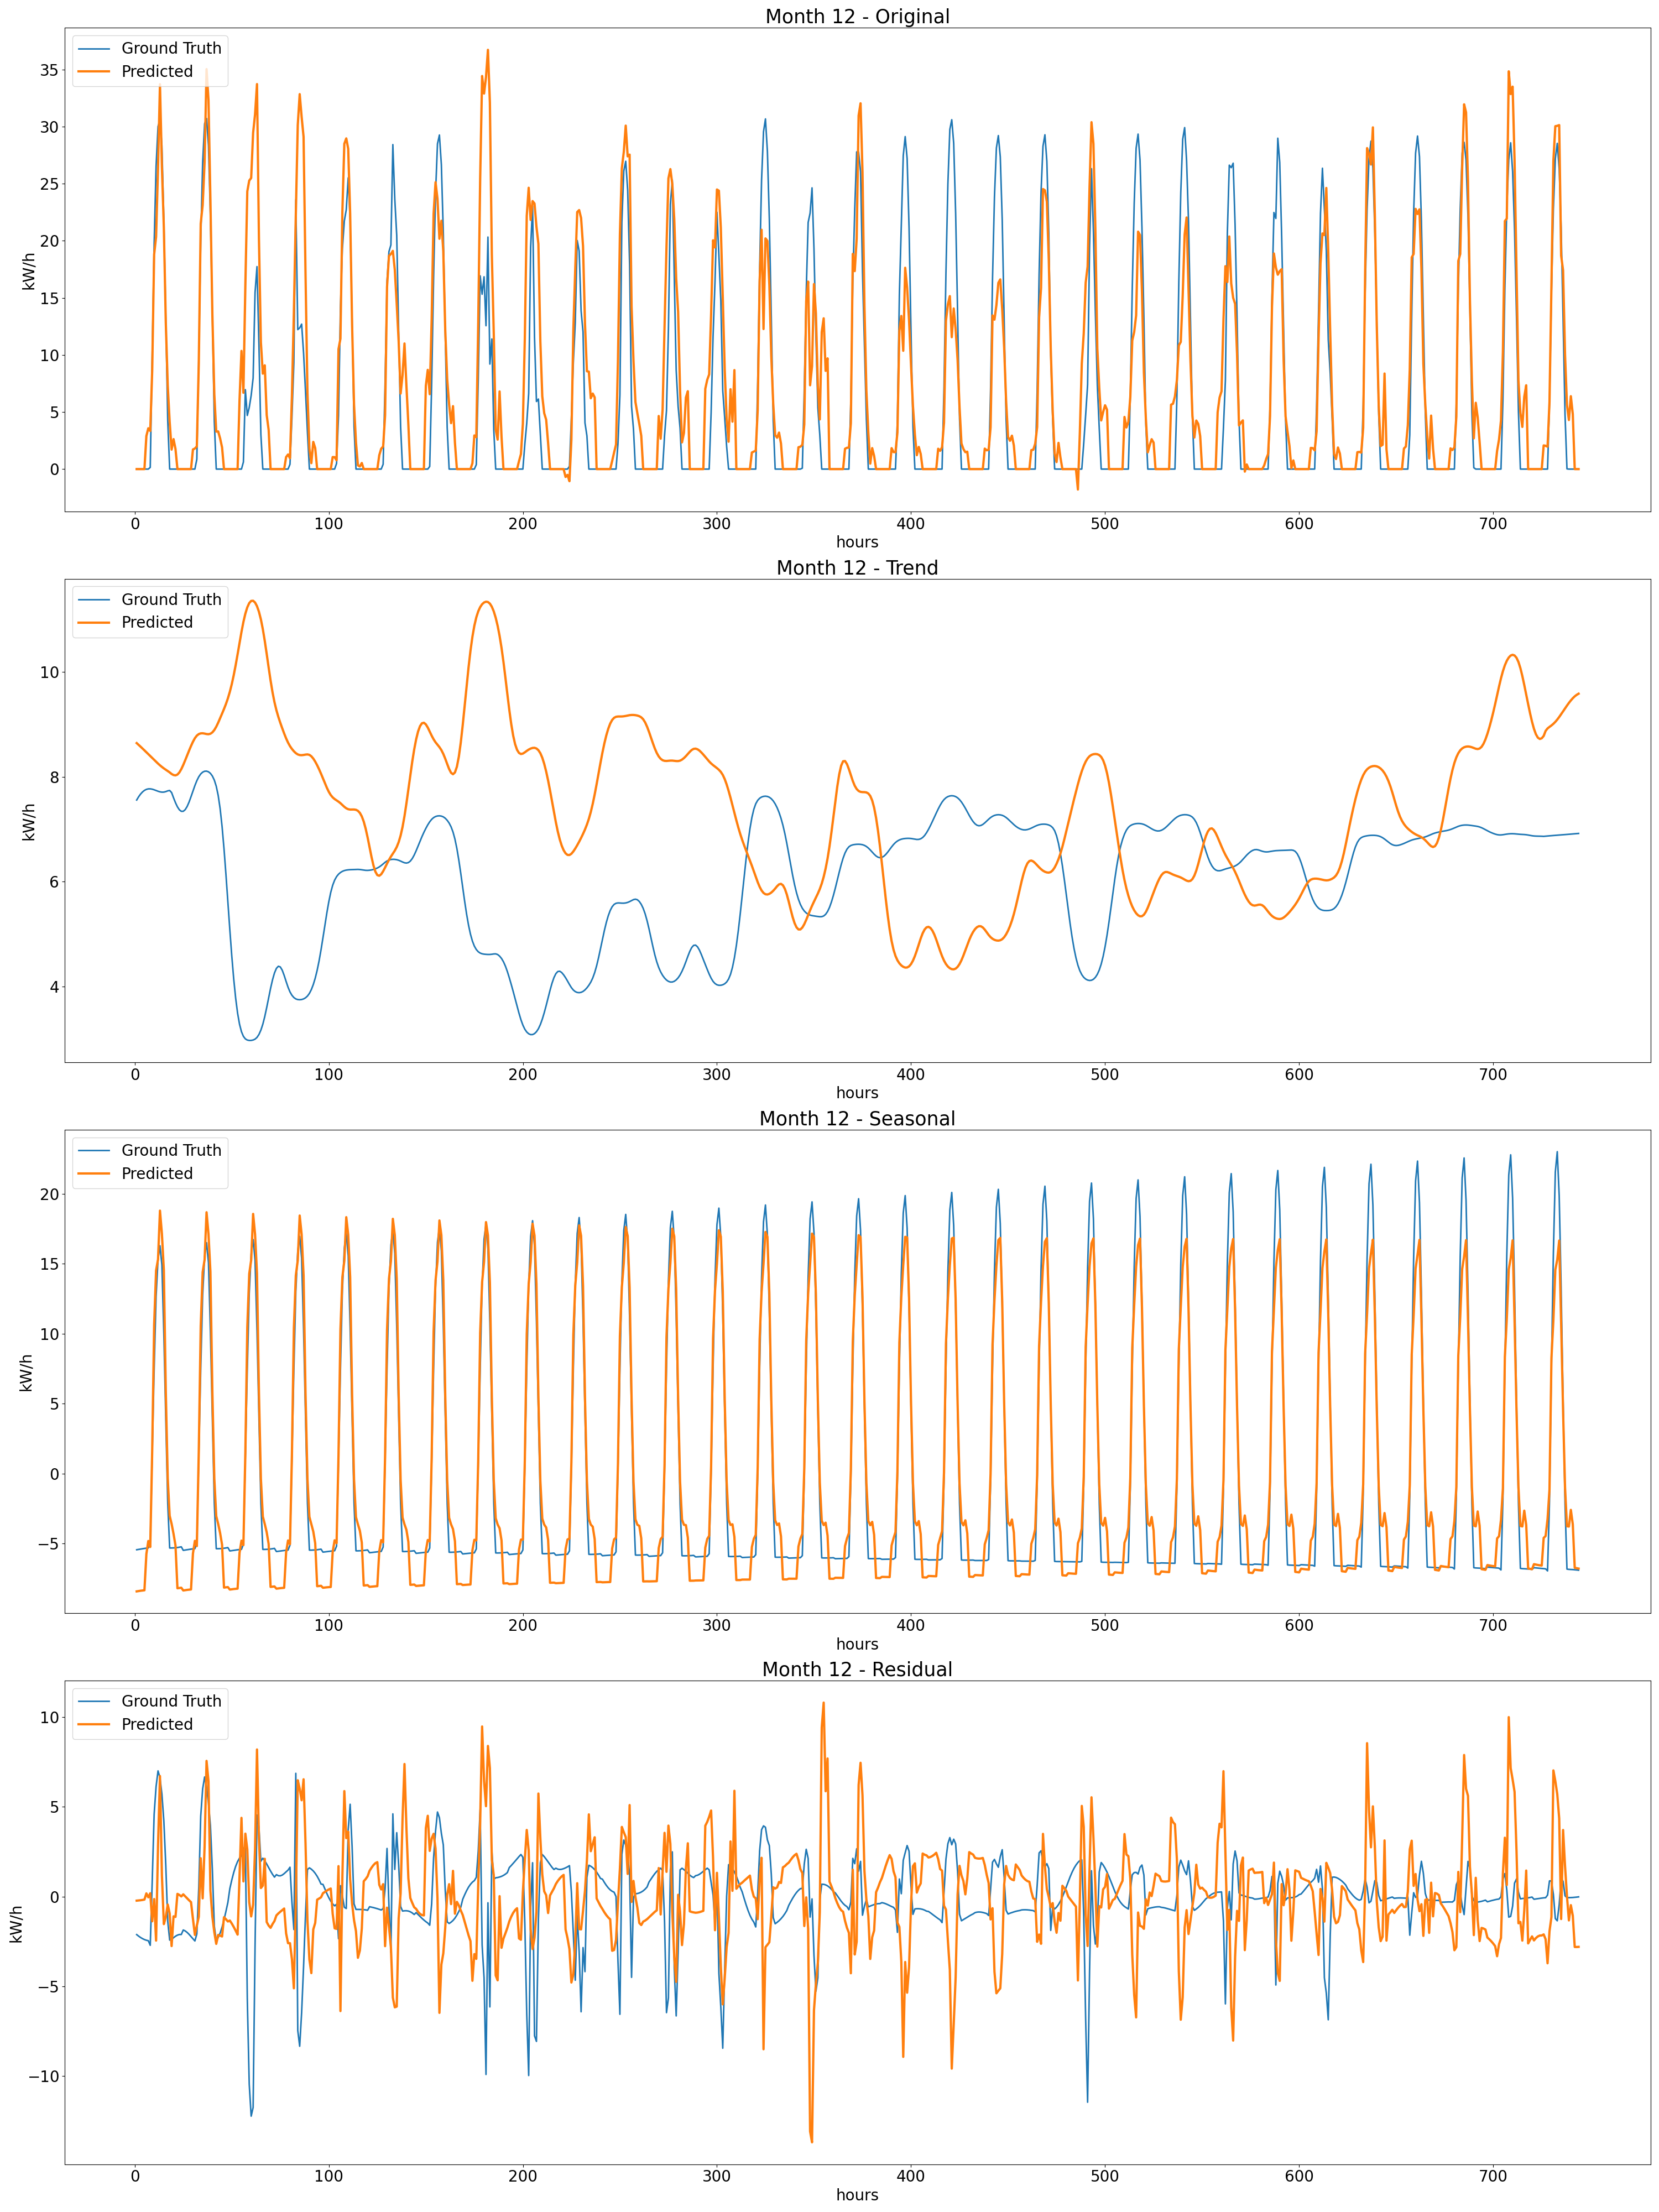 Month 12 - Original
Ground Truth
Predicted
35
30
25
20
15
10
5
0
kW/h
0 100 200 300 400 500 600 700
hours
Month 12 - Trend
Ground Truth
Predicted
10
8
6
4
kW/h
0 100 200 300 400 500 600 700
hours
Month 12 - Seasonal
Ground Truth
Predicted
20
15
10
5
0
−5
kW/h
0 100 200 300 400 500 600 700
hours
Month 12 - Residual
Ground Truth
Predicted
10
5
0
−5
−10
kW/h
0 100 200 300 400 500 600 700
hours